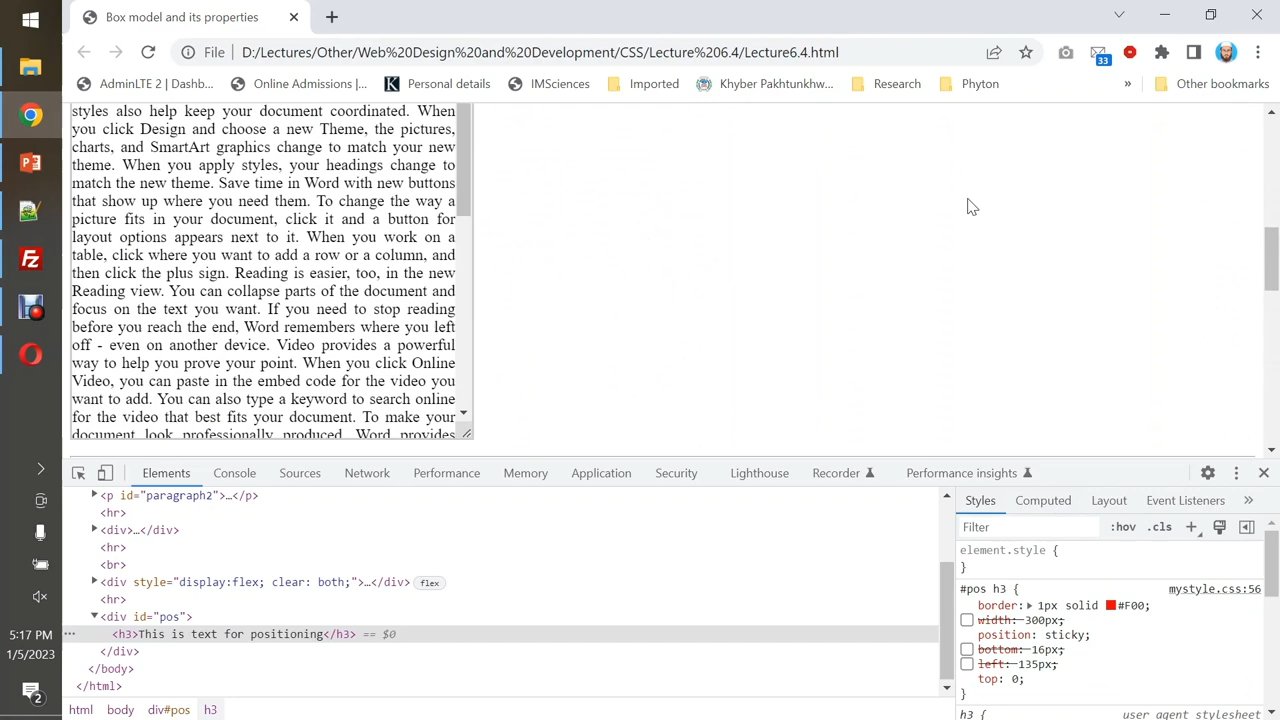 Box model and its properties
File D:/Lectures/Other/Web%20Design%20and%20Development/CSS/Lecture%206.4/Lecture6.4.html
33
AdminLTE 2 | Dashb... Online Admissions |... Personal details IMSciences Imported Khyber Pakhtunkhw... Research Phyton » Other bookmarks
styles also help keep your document coordinated. When
you click Design and choose a new Theme, the pictures,
charts, and SmartArt graphics change to match your new
theme. When you apply styles, your headings change to
match the new theme. Save time in Word with new buttons
that show up where you need them. To change the way a
picture fits in your document, click it and a button for
layout options appears next to it. When you work on a
table, click where you want to add a row or a column, and
then click the plus sign. Reading is easier, too, in the new
Reading view. You can collapse parts of the document and
focus on the text you want. If you need to stop reading
before you reach the end, Word remembers where you left
off - even on another device. Video provides a powerful
way to help you prove your point. When you click Online
Video, you can paste in the embed code for the video you
want to add. You can also type a keyword to search online
for the video that best fits your document. To make your
document look professionally produced, Word provides
Elements Console Sources Network Performance Memory Application Security Lighthouse Recorder Performance insights
<p id="paragraph2">…</p>
<hr>
<div>…</div>
<hr>
<br>
<div style="display:flex; clear: both;">…</div> flex
<hr>
<div id="pos">
<h3>This is text for positioning</h3> == $0
</div>
</body>
</html>
html body div#pos h3
Styles Computed Layout Event Listeners »
Filter :hov .cls +
element.style {
}
#pos h3 { mystyle.css:56
border: 1px solid #F00;
width: 300px;
position: sticky;
bottom: 16px;
left: 135px;
top: 0;
}
h3 { user agent stylesheet
5:17 PM
1/5/2023
2